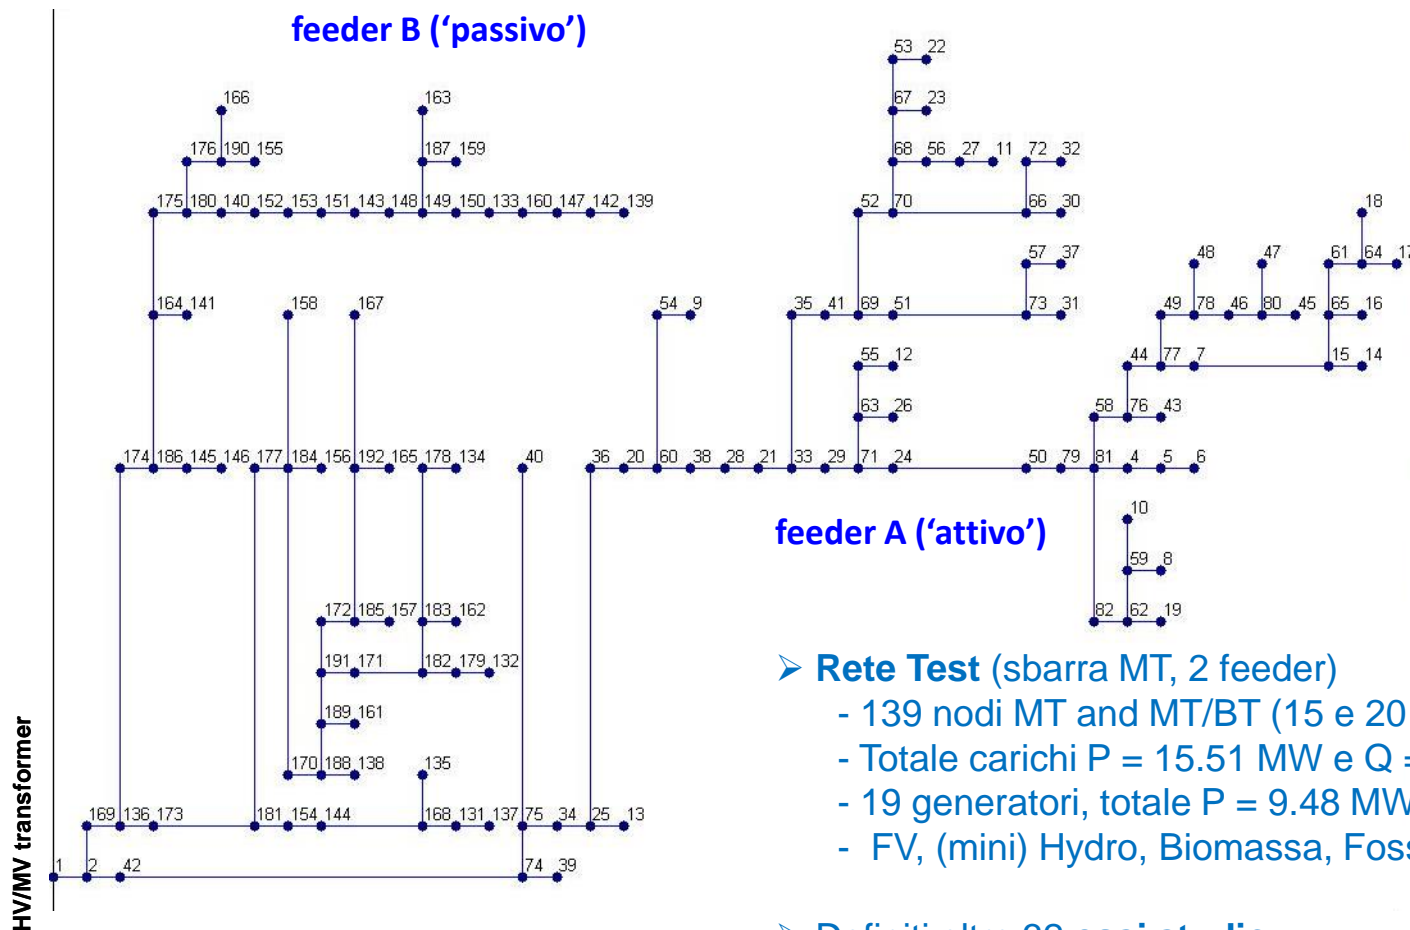 feeder B (‘passivo’)
53 22
166 163
67 23
176 190 155 187 159 68 56 27 11 72 32
175 180 140 152 153 151 143 148 149 150 133 160 147 142 139 52 70 66 30 18
57 37 48 47 61 64 17
164 141 158 167 54 9 35 41 69 51 73 31 49 78 46 80 45 65 16
55 12 44 77 7 15 14
63 26 58 76 43
174 186 145 146 177 184 156 192 165 178 134 40 36 20 60 38 28 21 33 29 71 24 50 79 81 4 5 6
10
feeder A (‘attivo’)
59 8
172 185 157 183 162 82 62 19
191 171 182 179 132
189 161
170 188 138 135
169 136 173 181 154 144 168 131 137 75 34 25 13
1 2 42 74 39
HV/MV transformer
➢ Rete Test (sbarra MT, 2 feeder)
- 139 nodi MT and MT/BT (15 e 20
- Totale carichi P = 15.51 MW e Q =
- 19 generatori, totale P = 9.48 MW
- FV, (mini) Hydro, Biomassa, Foss